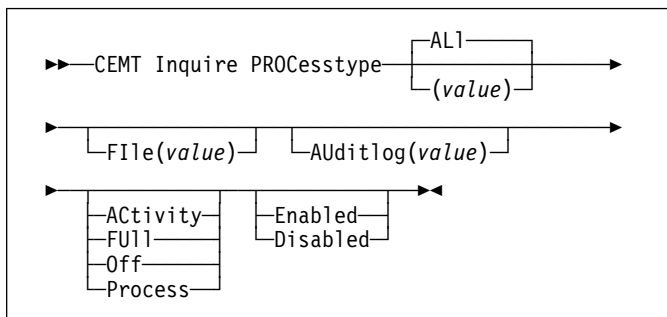 ALl
CEMT Inquire PROCesstype
(value)
FIle(value) AUditlog(value)
ACtivity Enabled
FUll Disabled
Off
Process